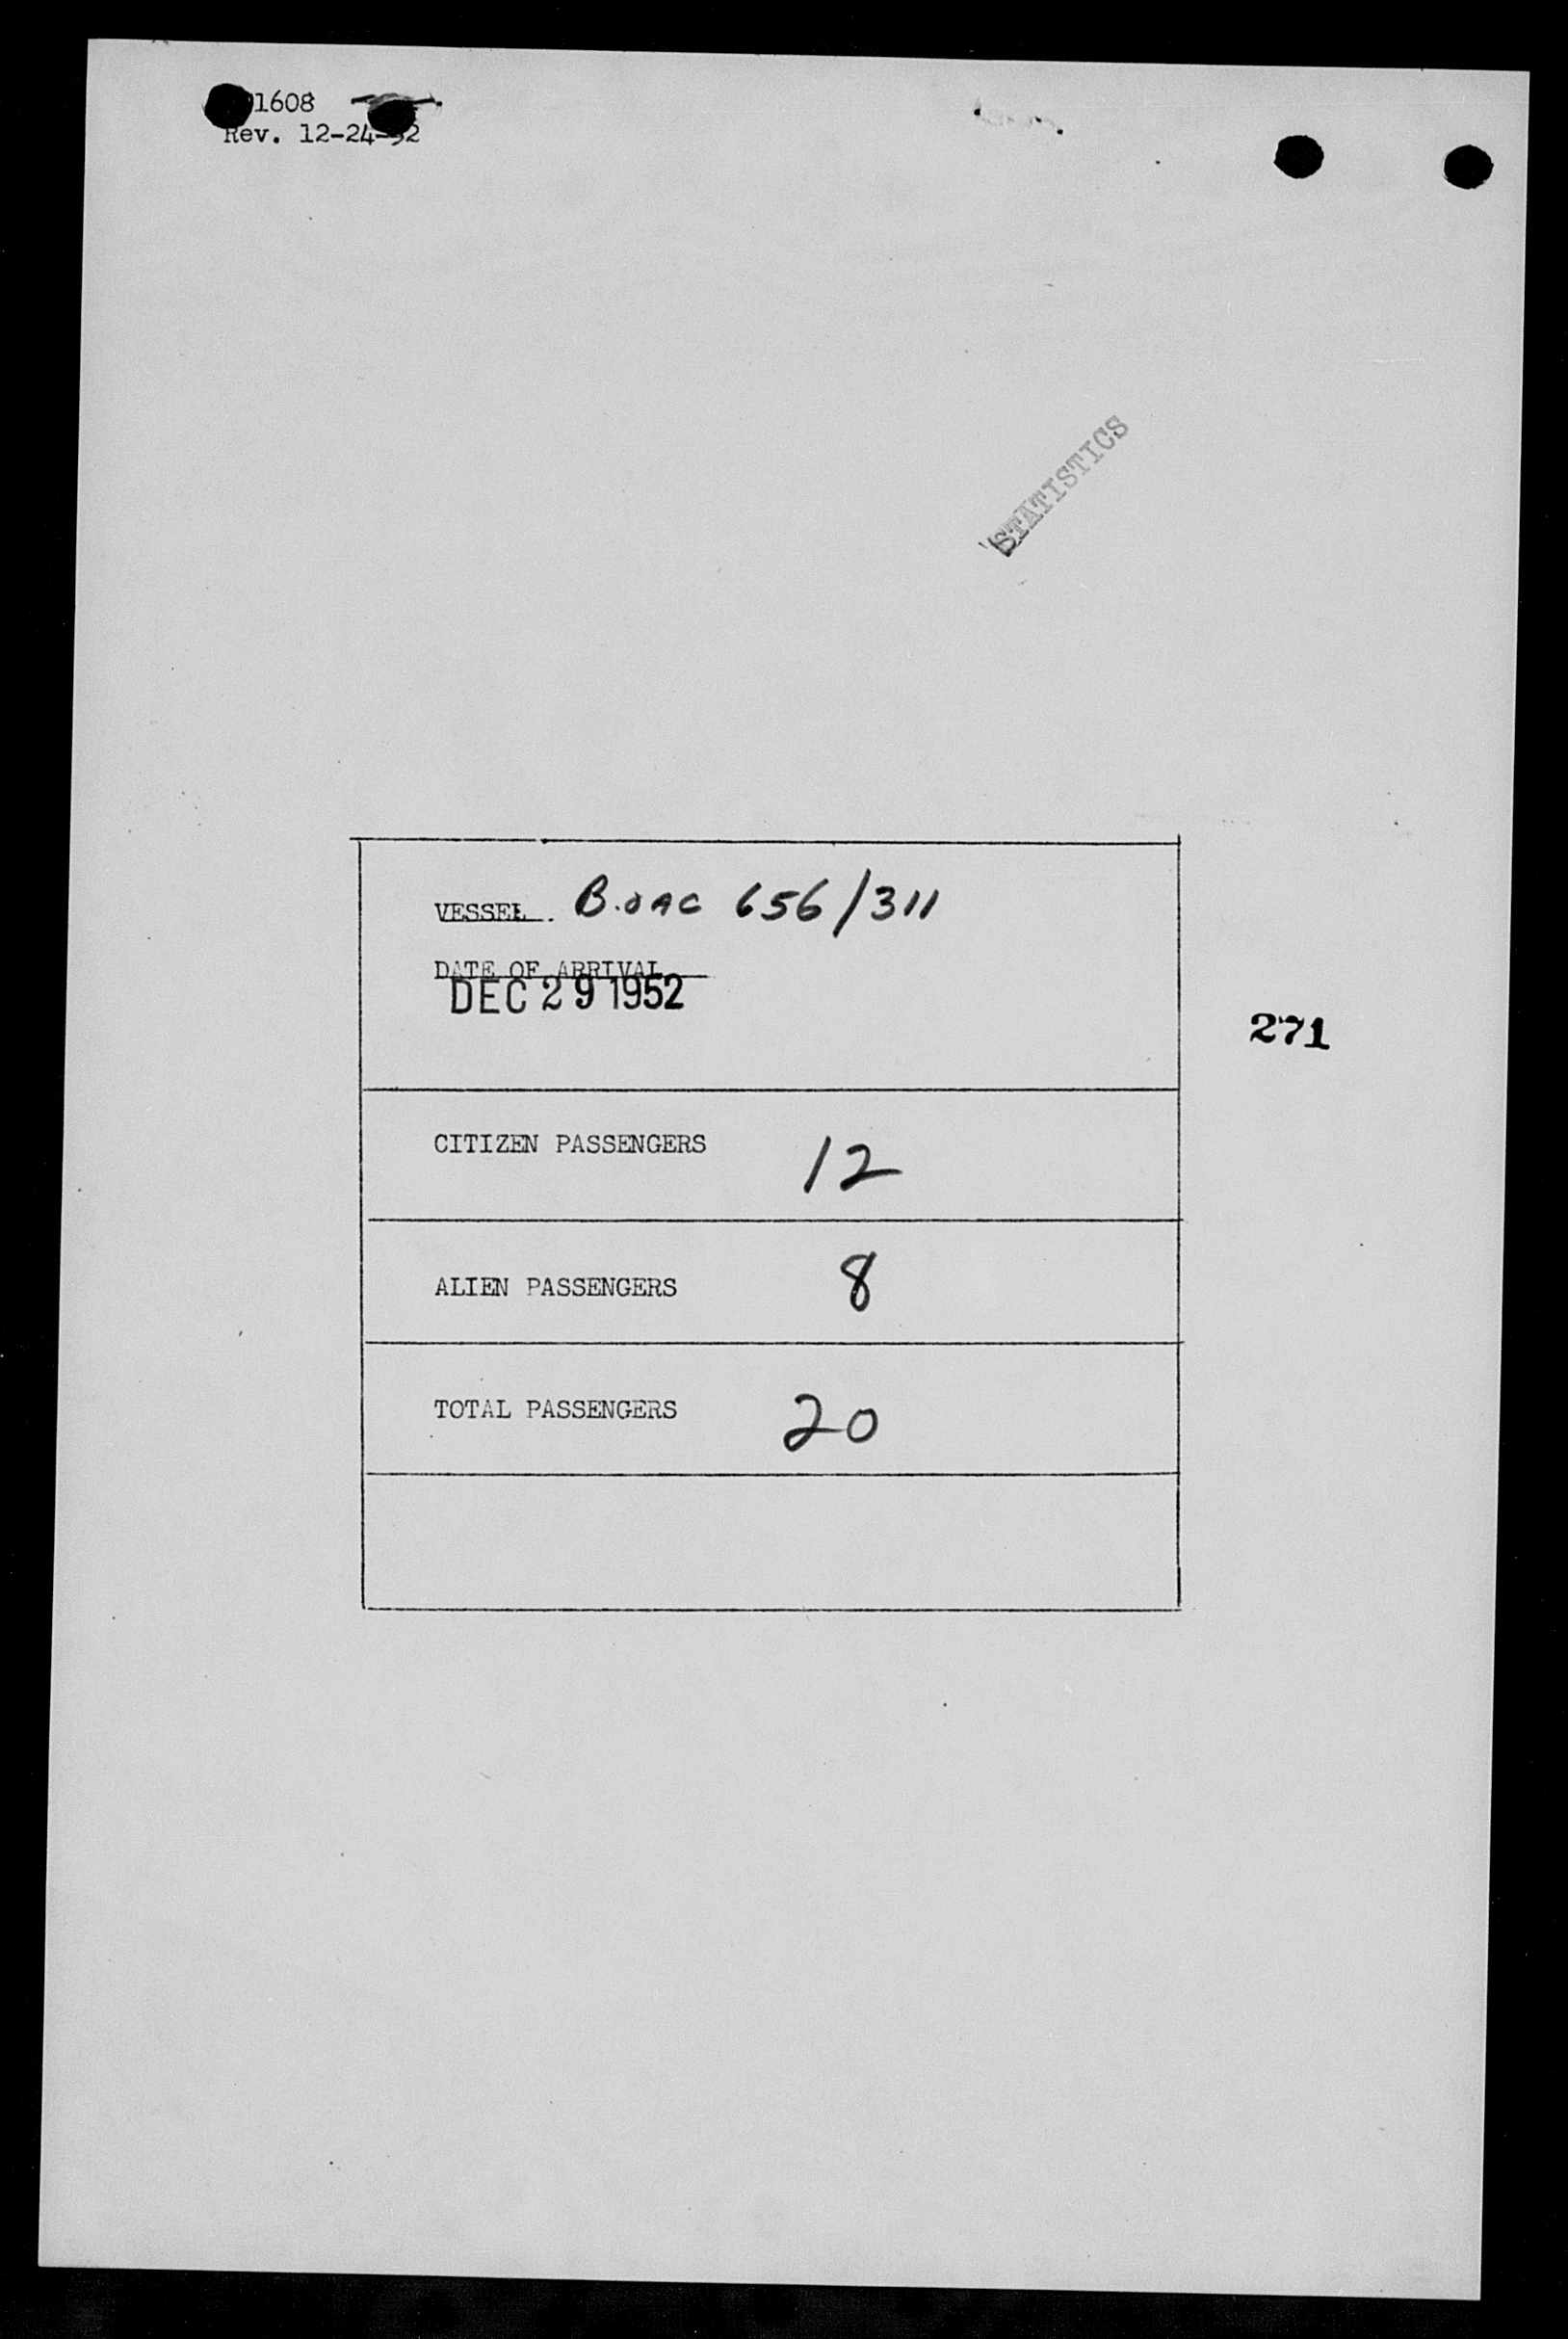 1608
Rev. 12-24-52
STATISTICS
VESSEL B.OAC 656/311
DATE OF ARRIVAL
DEC 29 1952
271
CITIZEN PASSENGERS 12
ALIEN PASSENGERS 8
TOTAL PASSENGERS 20